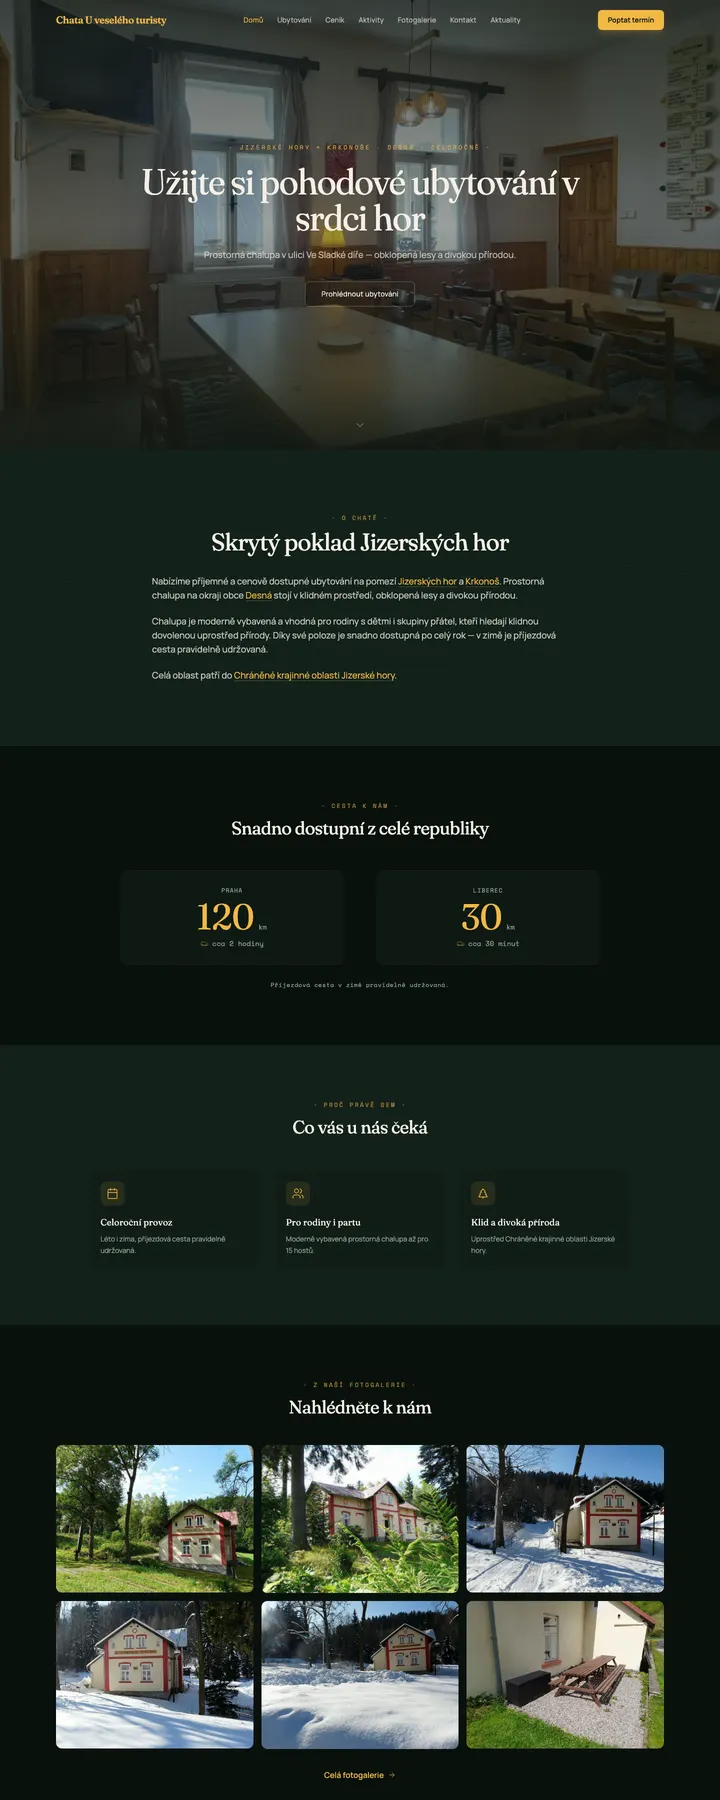 Chata U veselého turisty
Domů
Ubytování
Ceník
Aktivity
Fotogalerie
Kontakt
Aktuality
Poptat termín
· JIZERSKÉ HORY + KRKONOŠE · DESNÁ · CELOROČNĚ ·
Užijte si pohodové ubytování v
srdci hor
Prostorná chalupa v ulici Ve Sladké díře — obklopená lesy a divokou přírodou.
Prohlédnout ubytování
· O CHATĚ ·
Skrytý poklad Jizerských hor
Nabízíme příjemné a cenově dostupné ubytování na pomezí Jizerských hor a Krkonoš. Prostorná
chalupa na okraji obce Desná stojí v klidném prostředí, obklopená lesy a divokou přírodou.
Chalupa je moderně vybavená a vhodná pro rodiny s dětmi i skupiny přátel, kteří hledají klidnou
dovolenou uprostřed přírody. Díky své poloze je snadno dostupná po celý rok — v zimě je příjezdová
cesta pravidelně udržovaná.
Celá oblast patří do Chráněné krajinné oblasti Jizerské hory.
· CESTA K NÁM ·
Snadno dostupní z celé republiky
PRAHA
120 km
cca 2 hodiny
LIBEREC
30 km
cca 30 minut
Příjezdová cesta v zimě pravidelně udržovaná.
· PROČ PRÁVĚ SEM ·
Co vás u nás čeká
Celoroční provoz
Léto i zima, příjezdová cesta pravidelně
udržovaná.
Pro rodiny i partu
Moderně vybavená prostorná chalupa až pro
15 hostů.
Klid a divoká příroda
Uprostřed Chráněné krajinné oblasti Jizerské
hory.
· Z NAŠÍ FOTOGALERIE ·
Nahlédněte k nám
Celá fotogalerie →